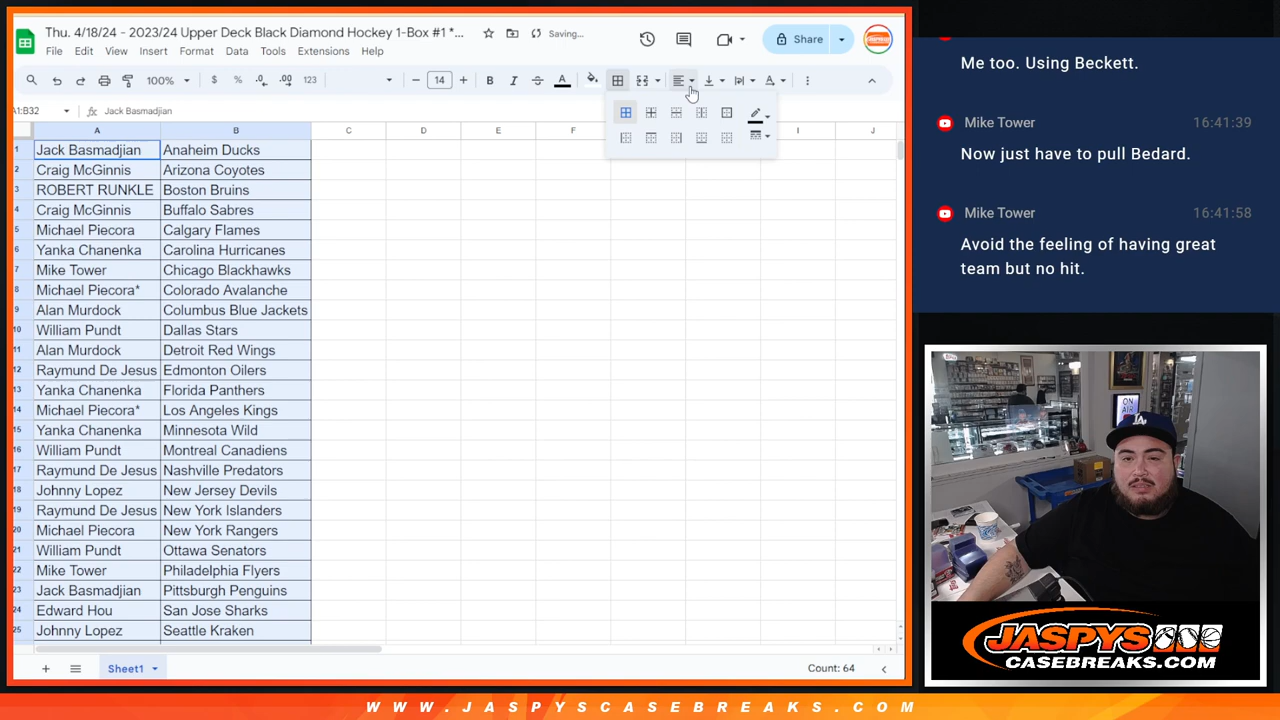 Thu. 4/18/24 - 2023/24 Upper Deck Black Diamond Hockey 1-Box #1 *...
Saving...
Share
File Edit View Insert Format Data Tools Extensions Help
100% $ % .0 .00 123 14 B I A
A1:B32 Jack Basmadjian
A B C D E F I J
1 Jack Basmadjian Anaheim Ducks
2 Craig McGinnis Arizona Coyotes
3 ROBERT RUNKLE Boston Bruins
4 Craig McGinnis Buffalo Sabres
5 Michael Piecora Calgary Flames
6 Yanka Chanenka Carolina Hurricanes
7 Mike Tower Chicago Blackhawks
8 Michael Piecora* Colorado Avalanche
9 Alan Murdock Columbus Blue Jackets
10 William Pundt Dallas Stars
11 Alan Murdock Detroit Red Wings
12 Raymund De Jesus Edmonton Oilers
13 Yanka Chanenka Florida Panthers
14 Michael Piecora* Los Angeles Kings
15 Yanka Chanenka Minnesota Wild
16 William Pundt Montreal Canadiens
17 Raymund De Jesus Nashville Predators
18 Johnny Lopez New Jersey Devils
19 Raymund De Jesus New York Islanders
20 Michael Piecora New York Rangers
21 William Pundt Ottawa Senators
22 Mike Tower Philadelphia Flyers
23 Jack Basmadjian Pittsburgh Penguins
24 Edward Hou San Jose Sharks
25 Johnny Lopez Seattle Kraken
Sheet1
Count: 64
Me too. Using Beckett.
Mike Tower 16:41:39
Now just have to pull Bedard.
Mike Tower 16:41:58
Avoid the feeling of having great
team but no hit.
ON
AIR
LA
JASPYS
CASEBREAKS.COM
WWW.JASPYSCASEBREAKS.COM